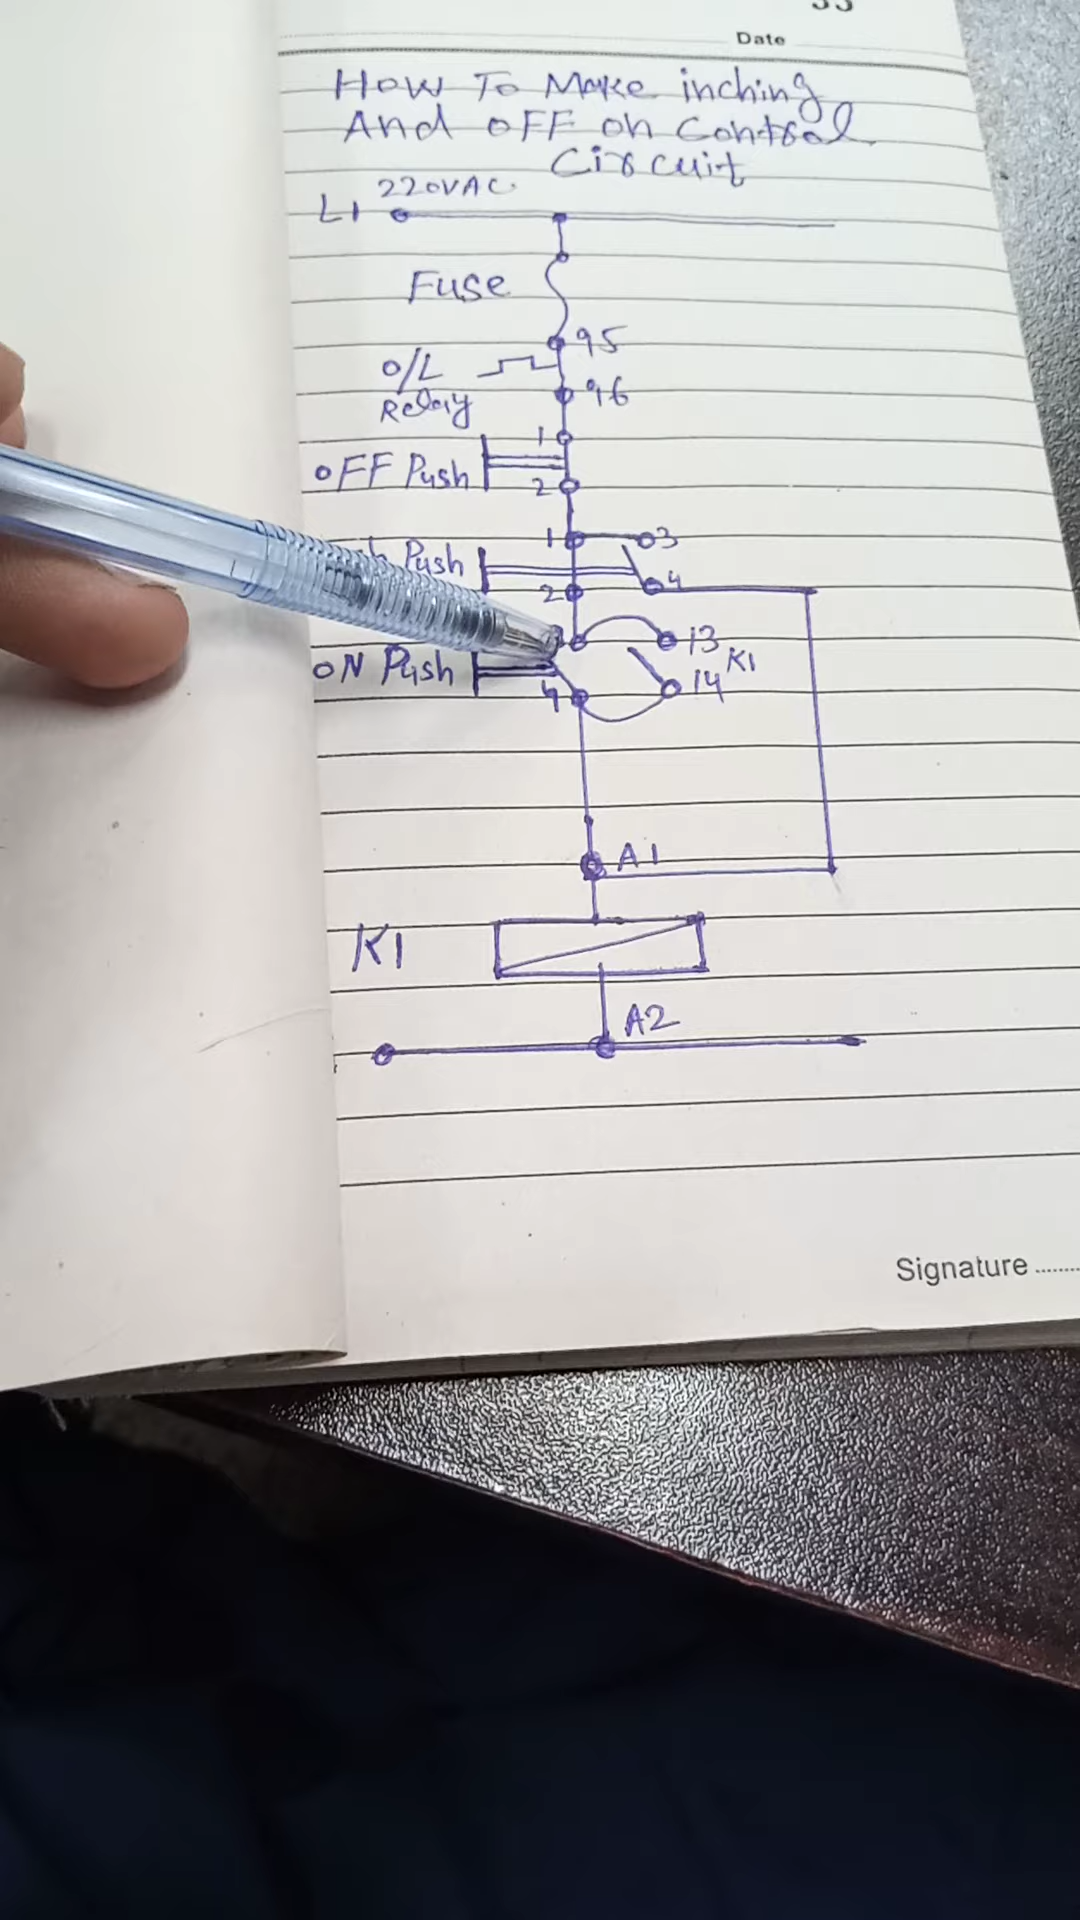 Date
How To Make inching
And OFF on Control
Circuit
220VAC.
L1
Fuse
95
O/L
Relay
96
1
OFF Push
2
1
3
Push
2
4
13
K1
ON Push
14
4
A1
K1
A2
Signature ........